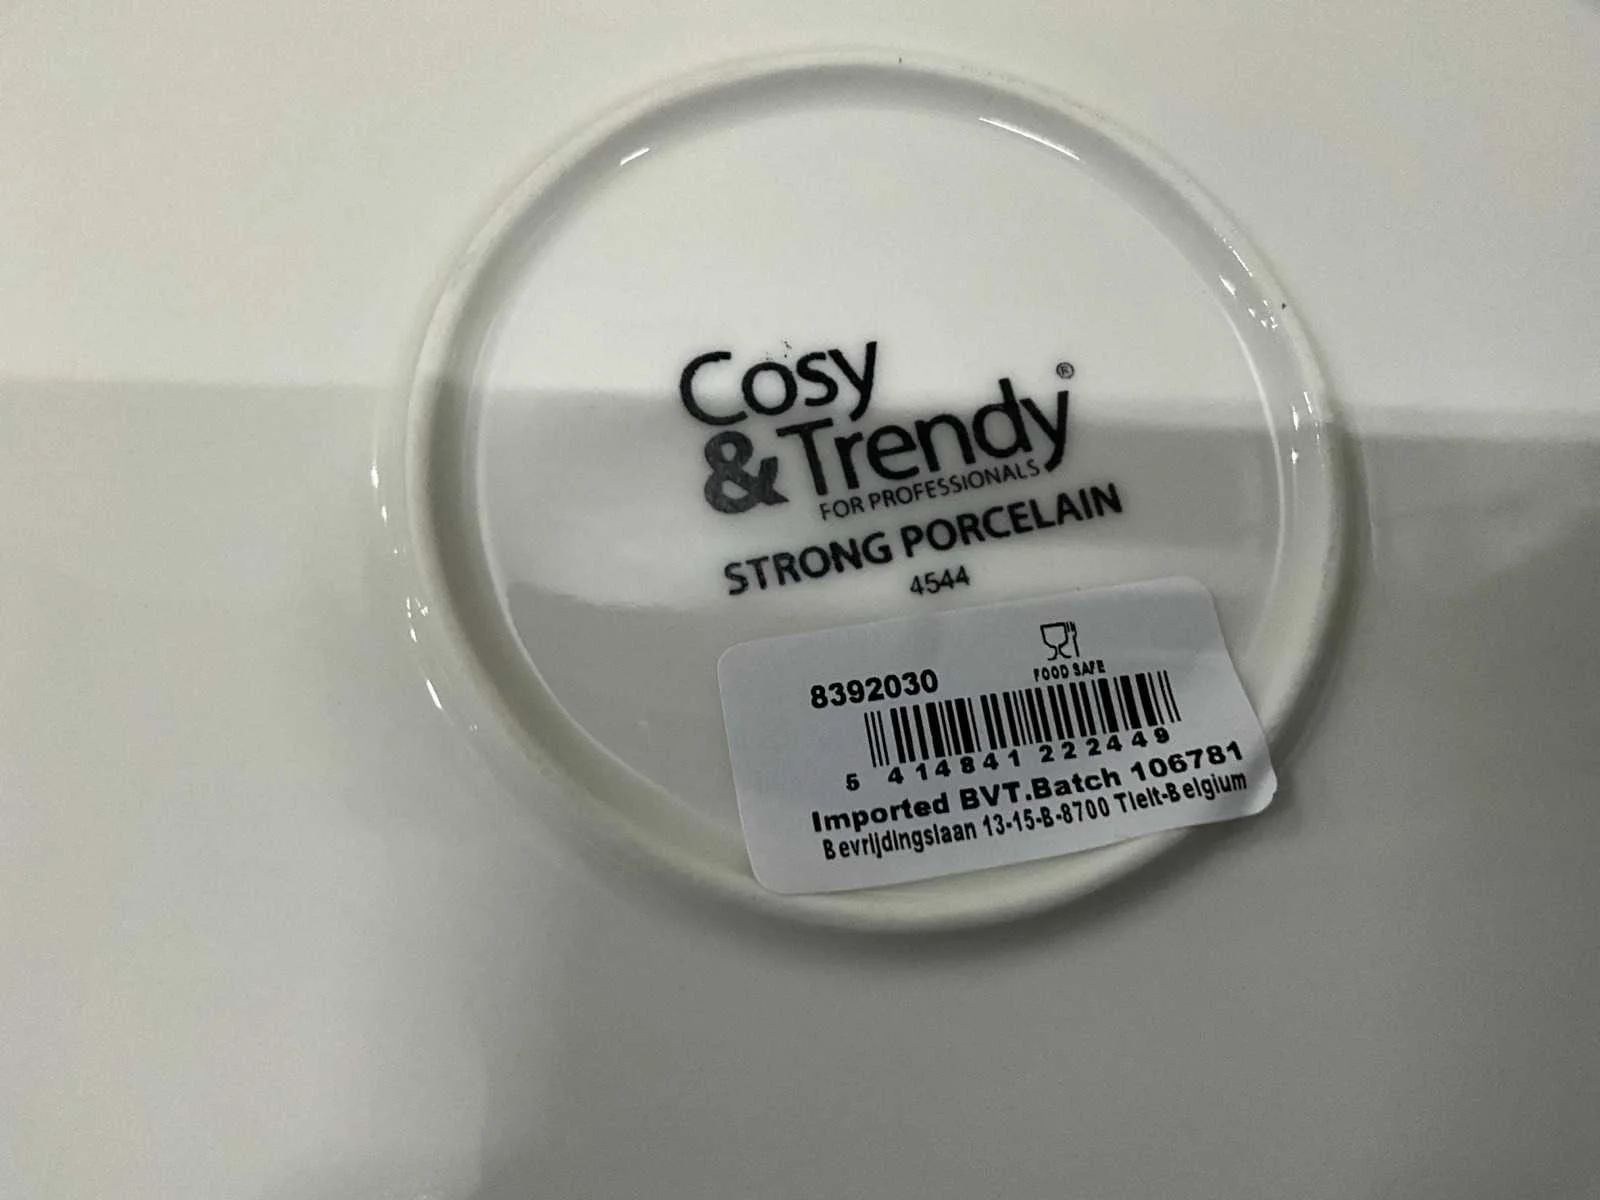 Cosy
& Trendy®
FOR PROFESSIONALS
STRONG PORCELAIN
4544
8392030
FOOD SAFE
5 414841 222449
Imported BVT.Batch 106781
Bevrijdingslaan 13-15-B-8700 Tielt-Belgium